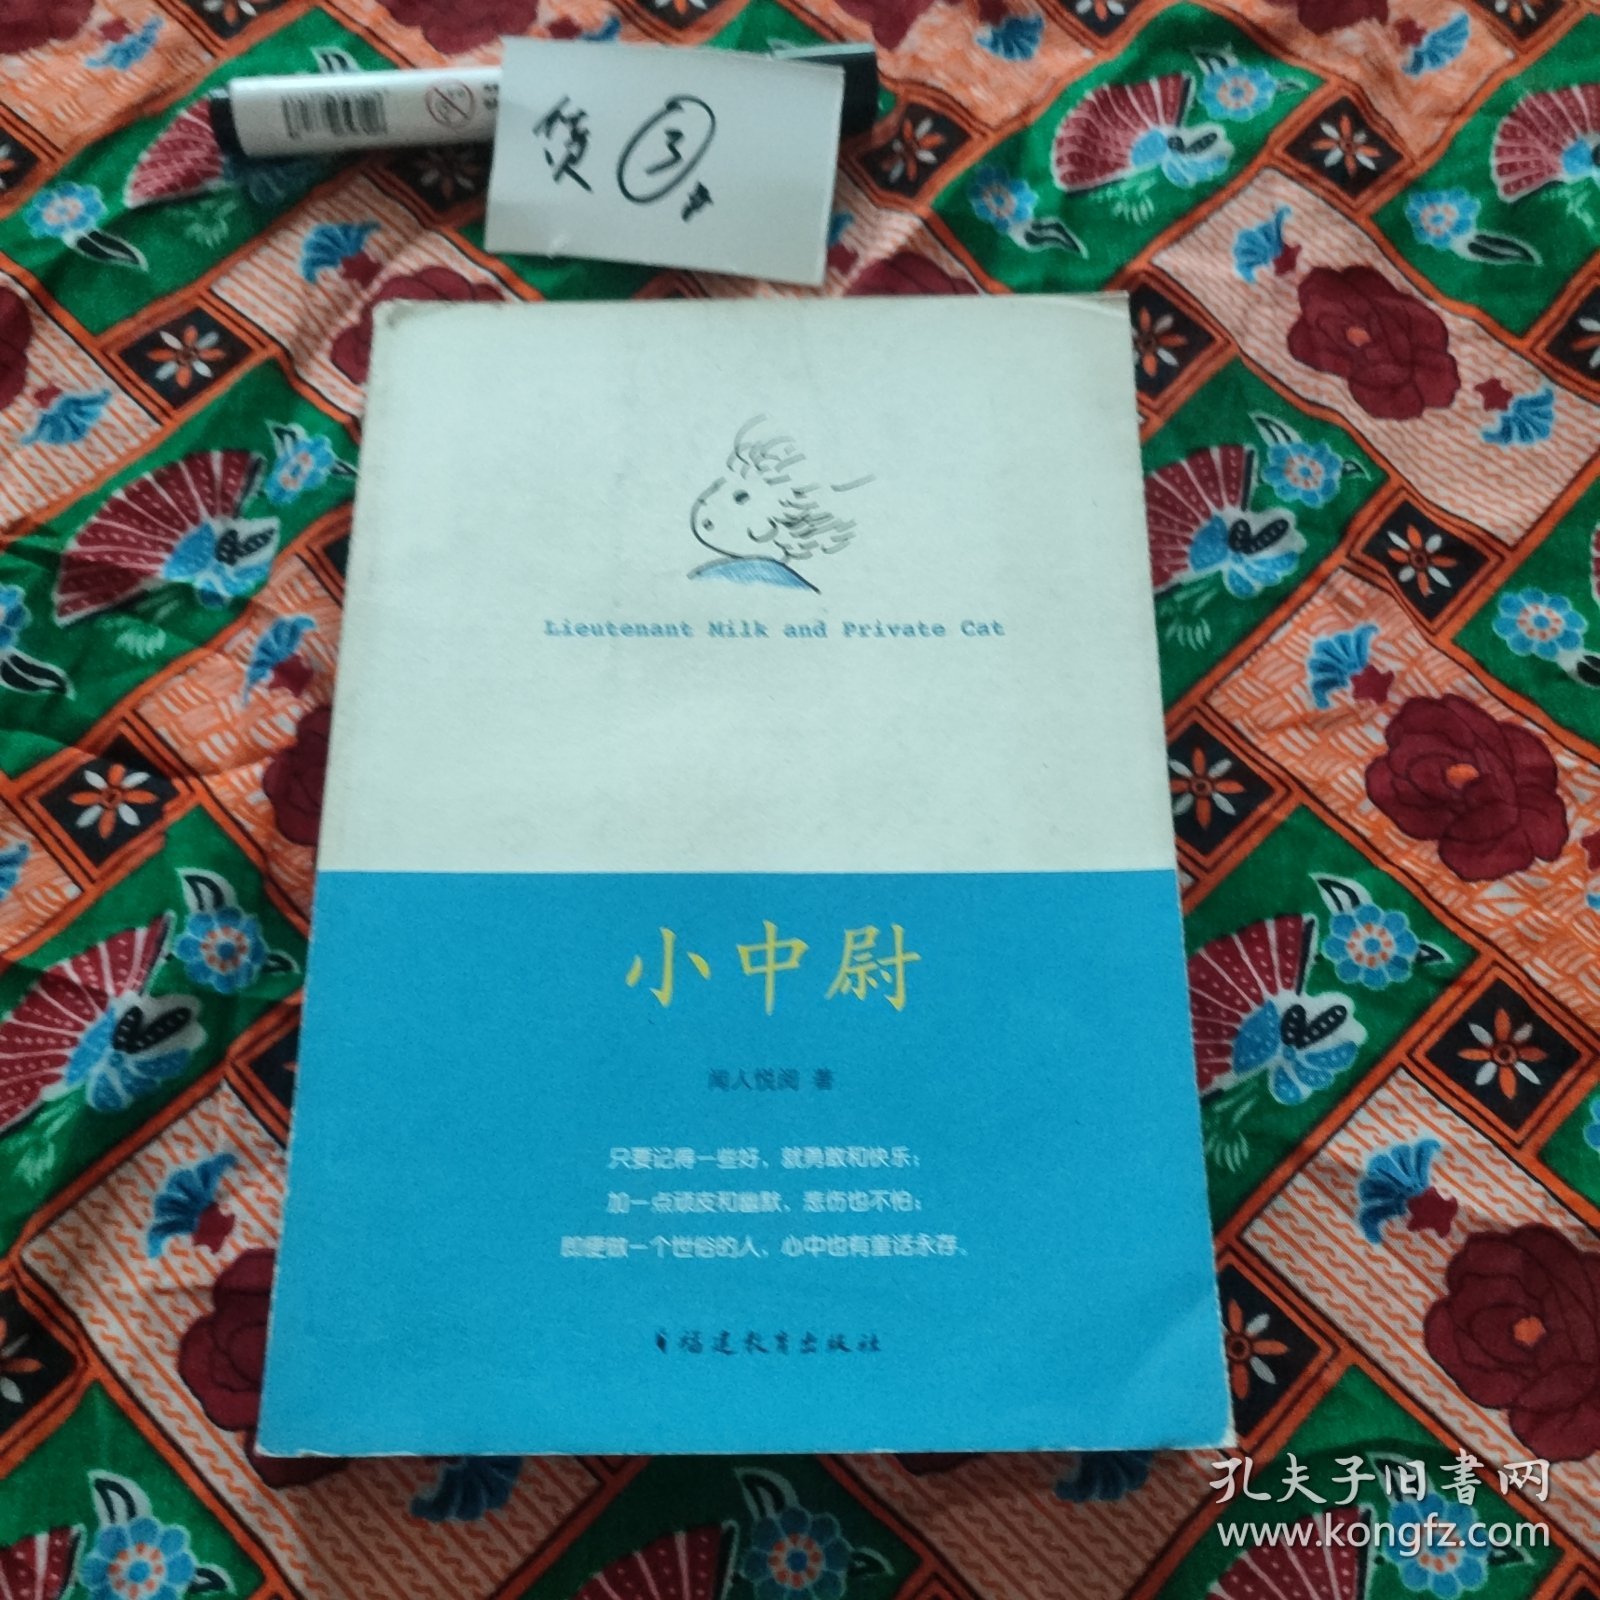 货 ③
Lieutenant Milk and Private Cat
小中尉
闻人悦阅 著
只要记得一些好，就勇敢和快乐；
加一点顽皮和幽默，悲伤也不怕；
即便做一个世俗的人，心中也有童话永存。
福建教育出版社
孔夫子旧書网
www.kongfz.com